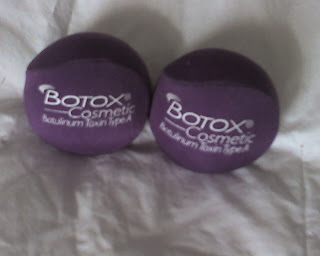 BOTOX®
Cosmetic
Botulinum Toxin Type A
BOTOX®
Cosmetic
Botulinum Toxin Type A